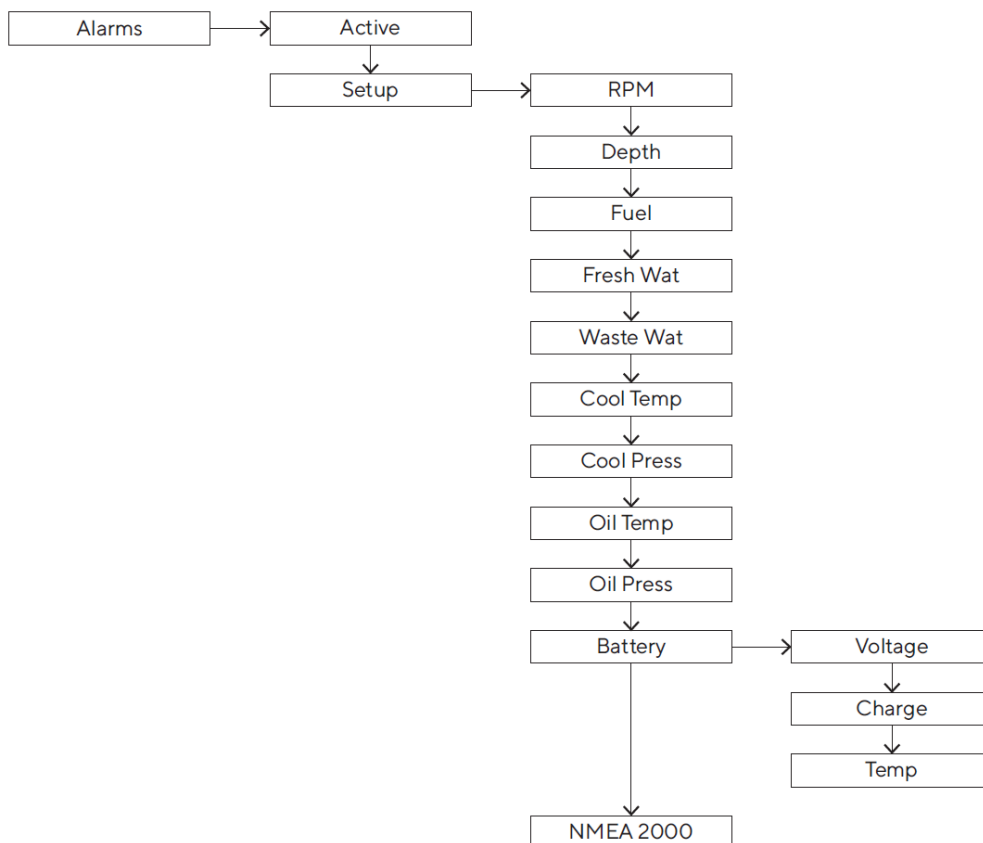 Alarms
Active
Setup
RPM
Depth
Fuel
Fresh Wat
Waste Wat
Cool Temp
Cool Press
Oil Temp
Oil Press
Battery
Voltage
Charge
Temp
NMEA 2000